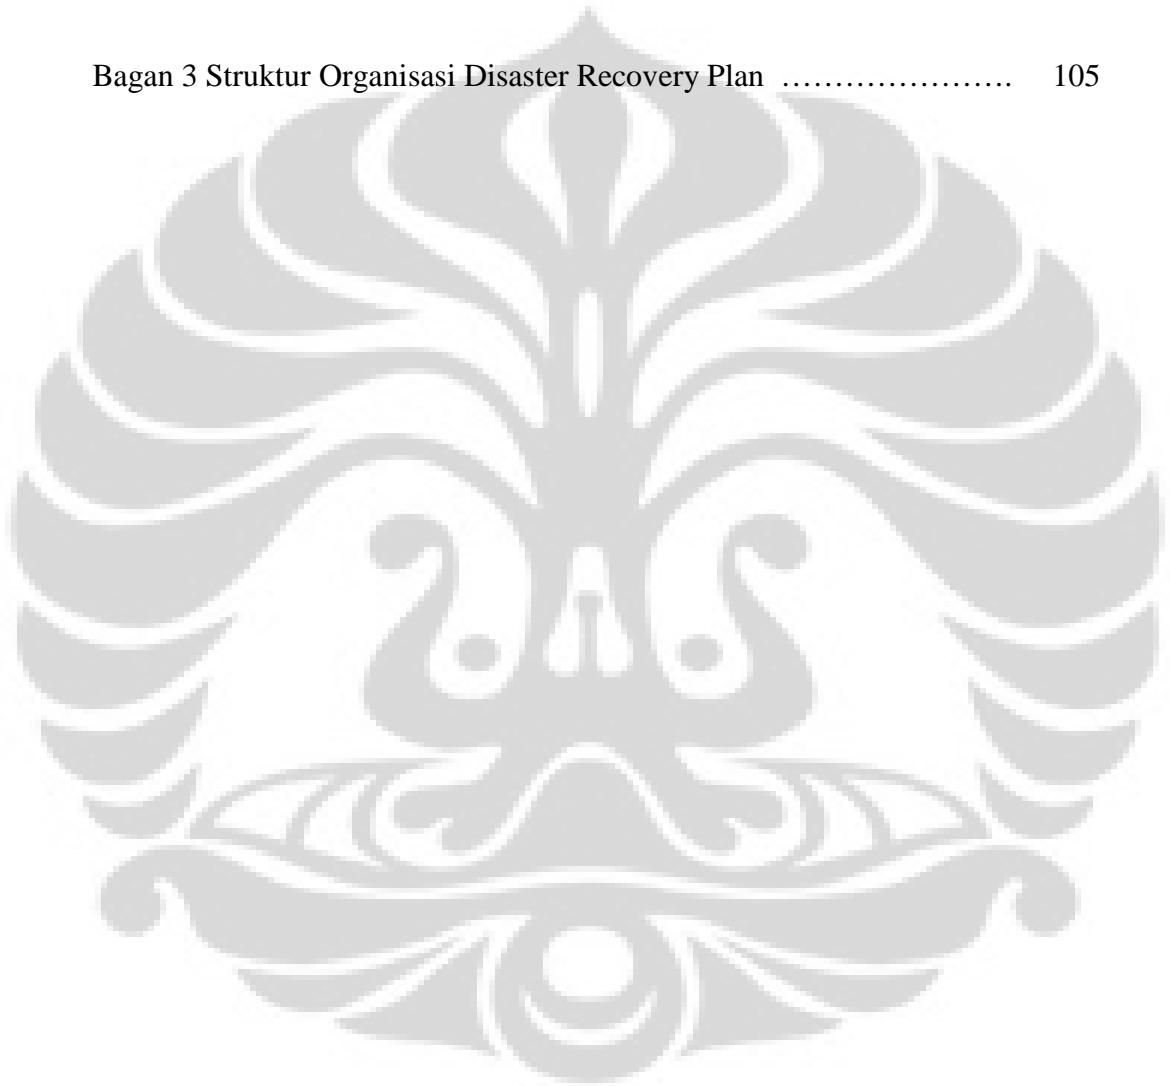 Bagan 3 Struktur Organisasi Disaster Recovery Plan …………………. 105